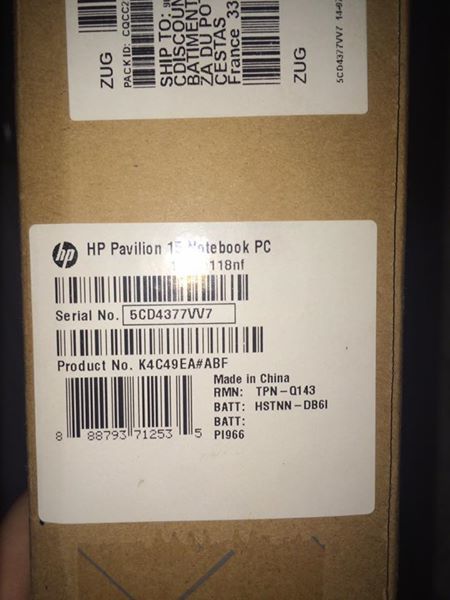 ZUG
PACK ID: CQCC2
SHIP TO:
CDISCOUN
BATIMENT
ZA DU PO
CESTAS
France 33
ZUG
5CD4377VV7
hp HP Pavilion 15 Notebook PC
118nf
Serial No. 5CD4377VV7
Product No. K4C49EA#ABF
Made in China
RMN: TPN-Q143
BATT: HSTNN-DB6I
BATT:
PI966
8 88793 71253 5